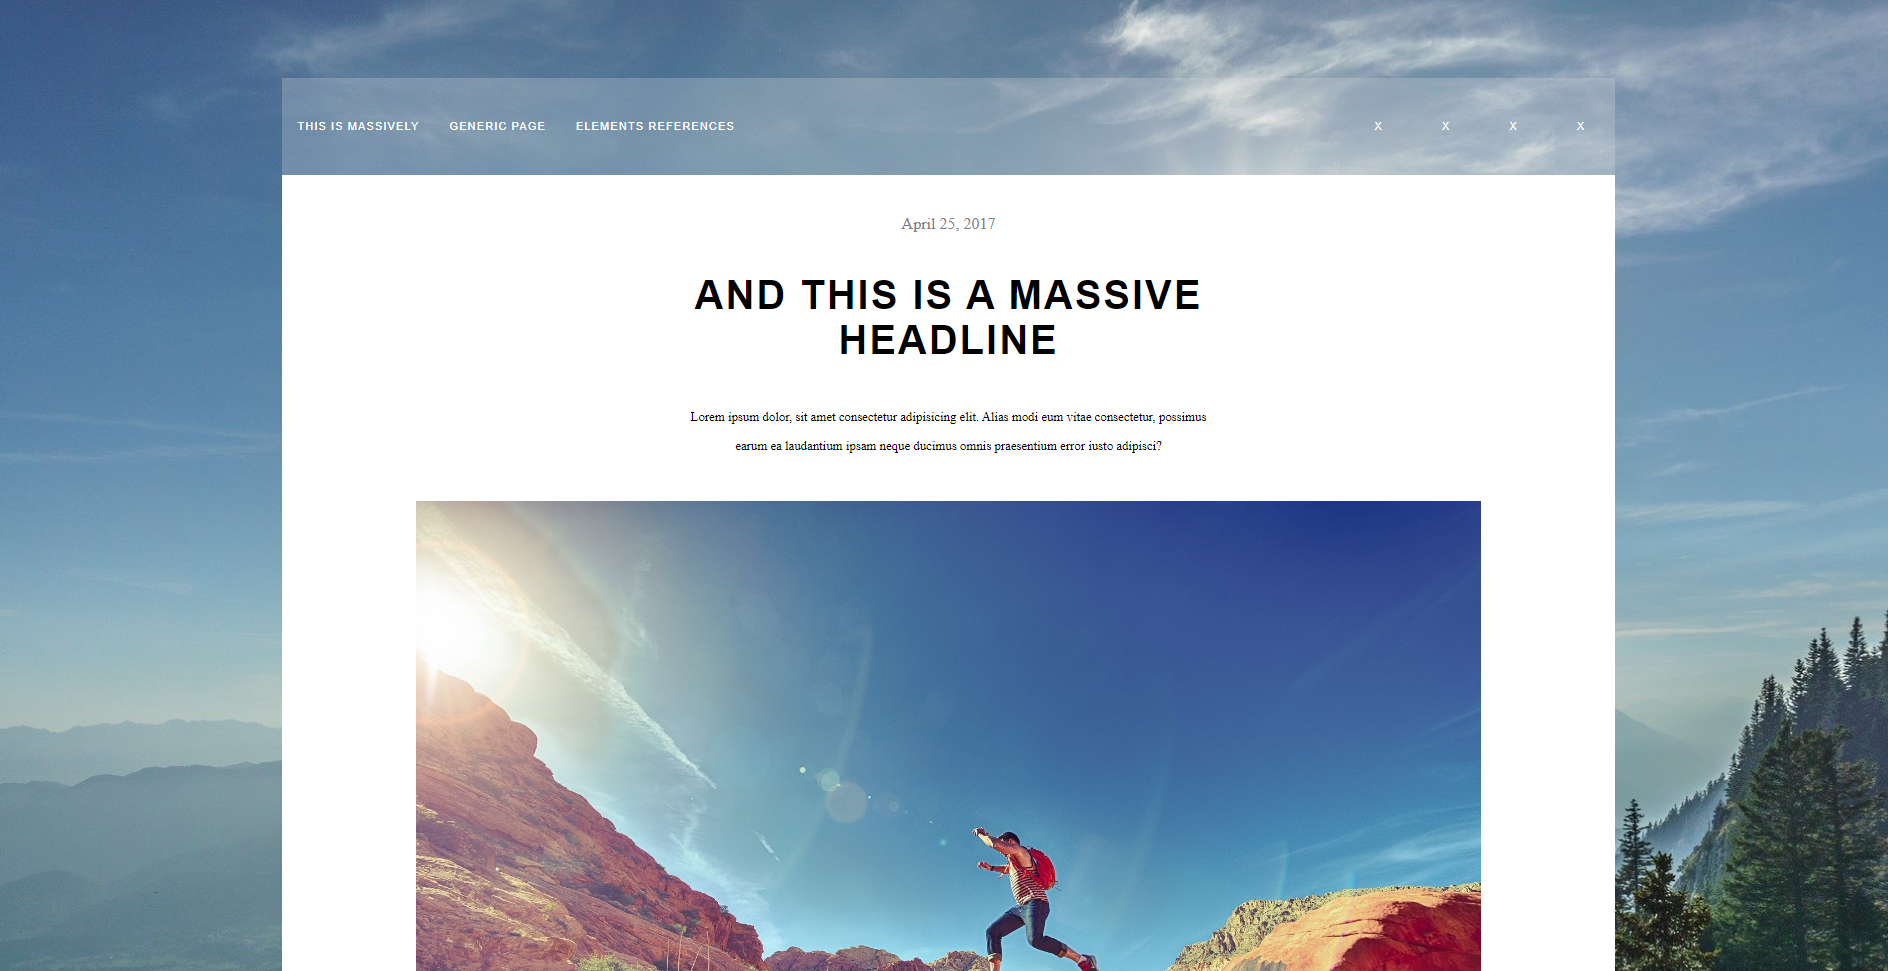 THIS IS MASSIVELY GENERIC PAGE ELEMENTS REFERENCES X X X X
April 25, 2017
AND THIS IS A MASSIVE
HEADLINE
Lorem ipsum dolor, sit amet consectetur adipisicing elit. Alias modi eum vitae consectetur, possimus
earum ea laudantium ipsam neque ducimus omnis praesentium error iusto adipisci?